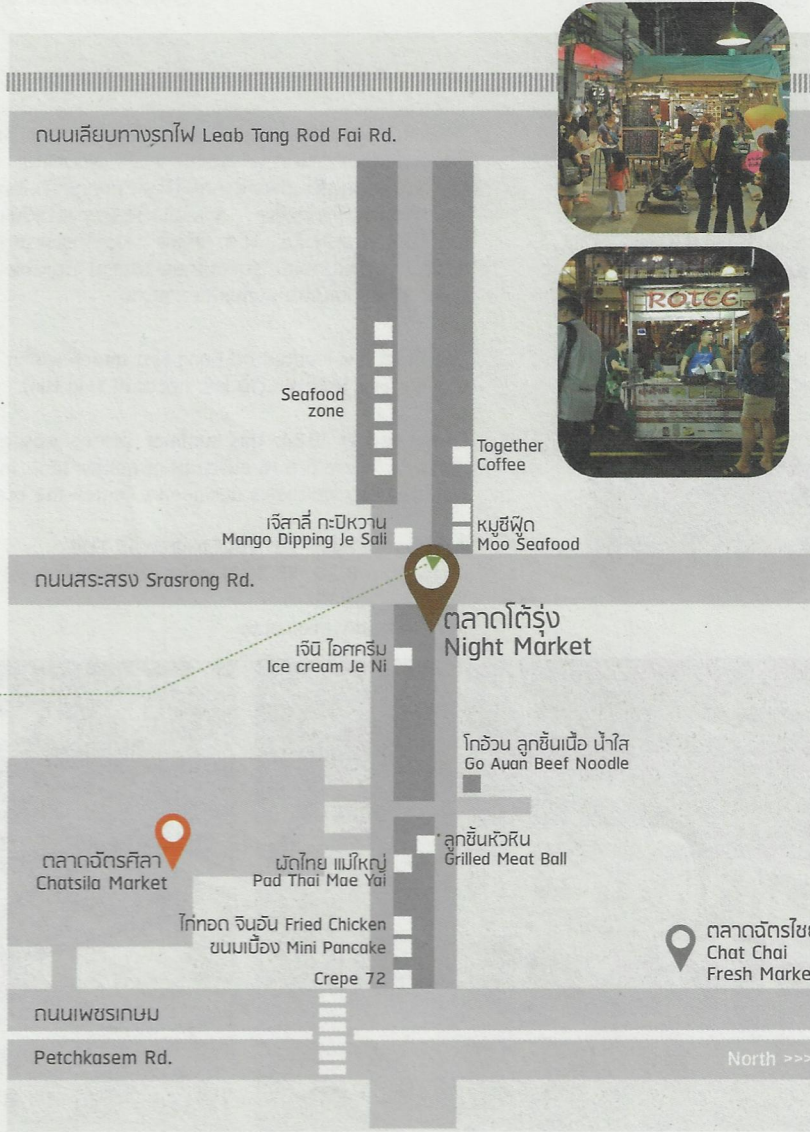 72
ถนนเลียบทางรถไฟ Leab Tang Rod Fai Rd.
ROTEE
Seafood
zone
Together
Coffee
เจ๊สาลี่ กะปิหวาน
Mango Dipping Je Sali
หมูซีฟู้ด
Moo Seafood
ถนนสระสรง Srasrong Rd.
ตลาดโต้รุ่ง
Night Market
เจ๊นิ ไอศครีม
Ice cream Je Ni
โกอ้วน ลูกชิ้นเนื้อ น้ำใส
Go Auan Beef Noodle
ลูกชิ้นหัวหิน
Grilled Meat Ball
ตลาดฉัตรศิลา
Chatsila Market
ผัดไทย แม่ใหญ่
Pad Thai Mae Yai
ไก่ทอด จินอัน Fried Chicken
ขนมเบื้อง Mini Pancake
Crepe 72
ตลาดฉัตรไชย
Chat Chai
Fresh Marke
ถนนเพชรเกษม
Petchkasem Rd.
North >>>